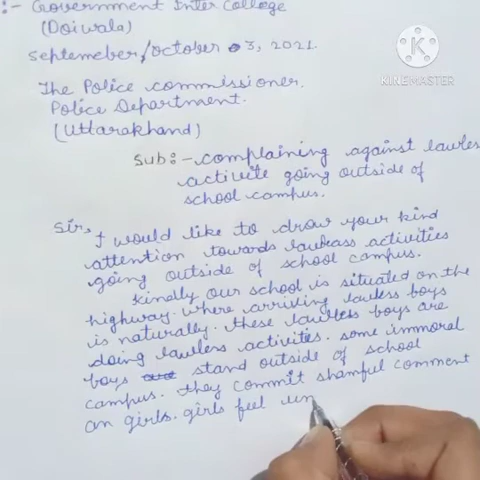 :- Government Inter College
(Doiwala)
septemeber/october 3, 2021.
KINEMASTER
The Police commissioner.
Police Department.
(Uttarakhand)
Sub:- complaining against lawles
activite going outside of
school campus.
Sir,
I would like to draw your kind
attention towards lawless activities
going outside of school campus.
kindly our school is situated on the
highway. where arriving lawless boys
is naturally. these lawless boys are
doing lawless activities. some immoral
boys stand outside of school
campus. they commit shamful comment
on girls. girls feel un